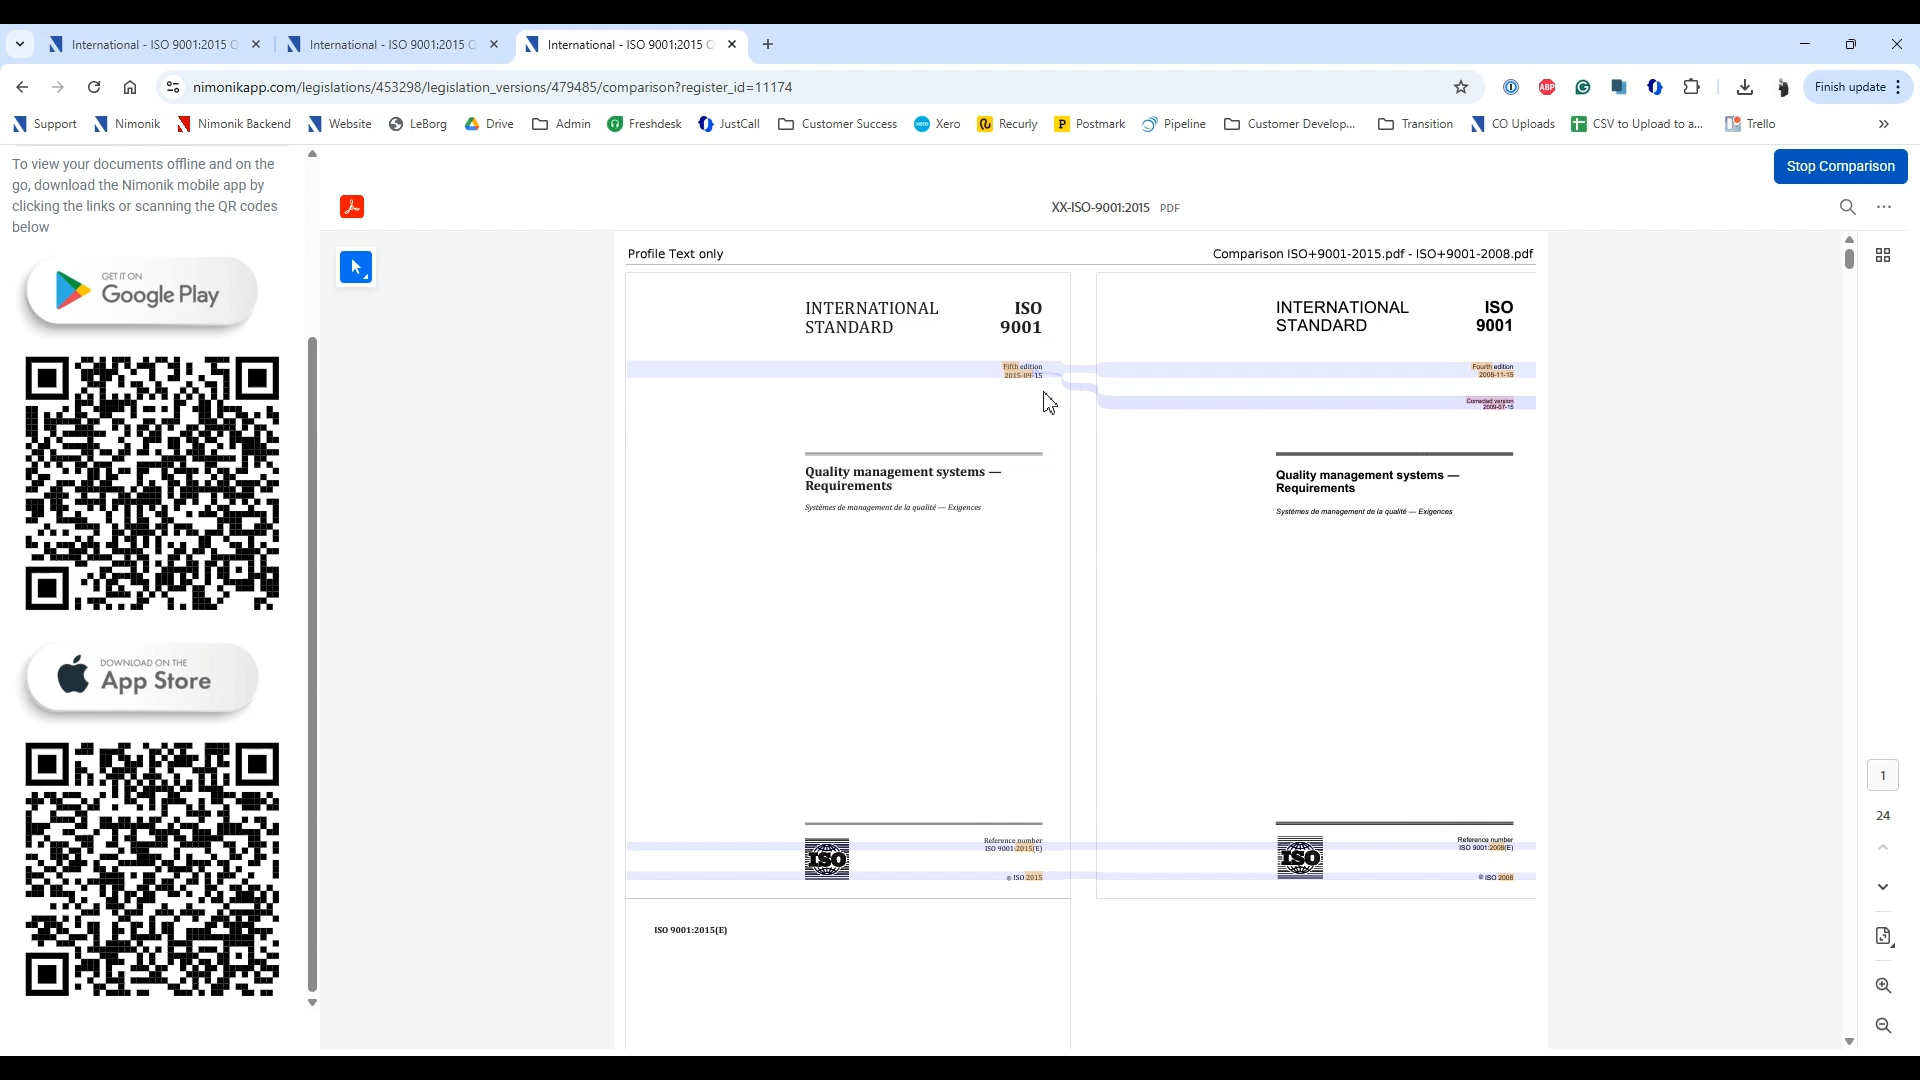 International - ISO 9001:2015 Q
International - ISO 9001:2015 Q
International - ISO 9001:2015 Q
nimonikapp.com/legislations/453298/legislation_versions/479485/comparison?register_id=11174
ABP
Finish update
Support
Nimonik
Nimonik Backend
Website
LeBorg
Drive
Admin
Freshdesk
JustCall
Customer Success
Xero
Recurly
Postmark
Pipeline
Customer Develop...
Transition
CO Uploads
CSV to Upload to a...
Trello
To view your documents offline and on the
go, download the Nimonik mobile app by
clicking the links or scanning the QR codes
below
GET IT ON
Google Play
DOWNLOAD ON THE
App Store
Stop Comparison
XX-ISO-9001:2015 PDF
Profile Text only
Comparison ISO+9001-2015.pdf - ISO+9001-2008.pdf
INTERNATIONAL
STANDARD
ISO
9001
Fifth edition
2015-09-15
Quality management systems —
Requirements
Systèmes de management de la qualité — Exigences
ISO
Reference number
ISO 9001:2015(E)
© ISO 2015
INTERNATIONAL
STANDARD
ISO
9001
Fourth edition
2008-11-15
Corrected version
2009-07-15
Quality management systems —
Requirements
Systèmes de management de la qualité — Exigences
ISO
Reference number
ISO 9001:2008(E)
© ISO 2008
ISO 9001:2015(E)
1
24